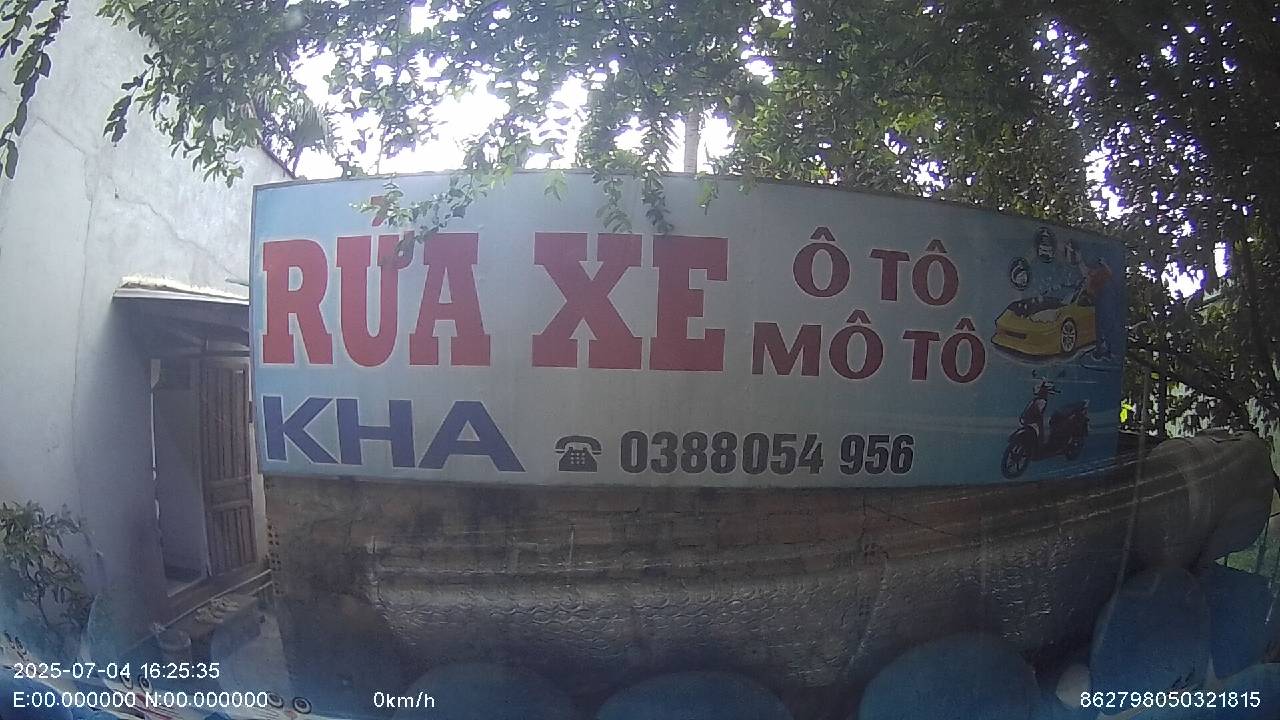 RỬA XE
Ô TÔ
MÔ TÔ
KHA
0388054 956
2025-07-04 16:25:35
E:00.000000 N:00.000000
0km/h
862798050321815